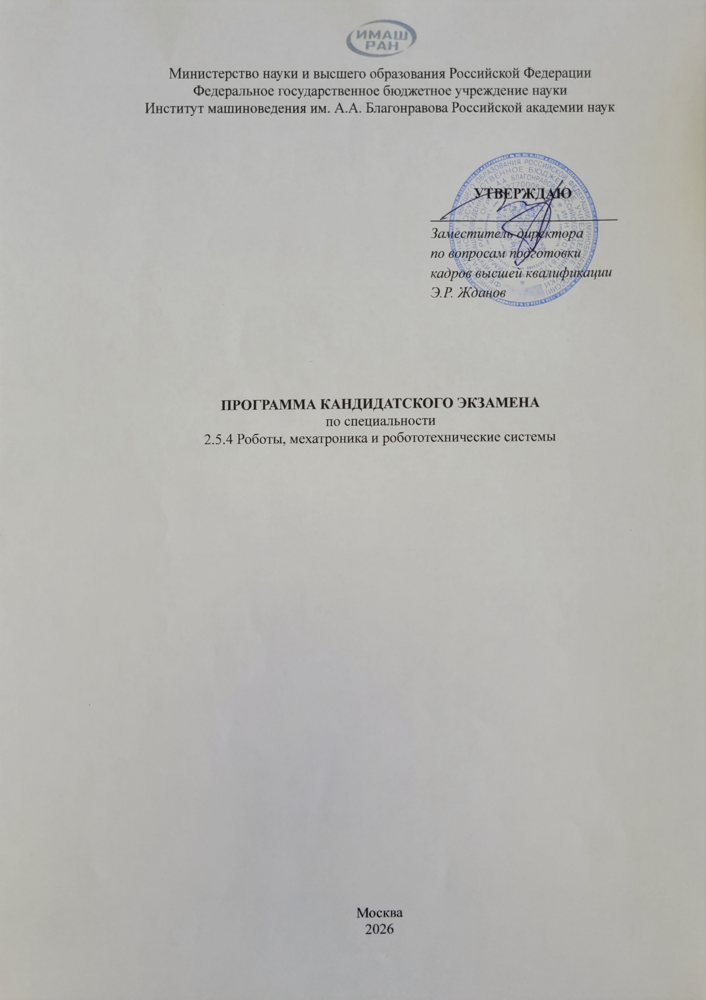 ИМАШ
РАН
Министерство науки и высшего образования Российской Федерации
Федеральное государственное бюджетное учреждение науки
Институт машиноведения им. А.А. Благонравова Российской академии наук
УТВЕРЖДАЮ
Заместитель директора
по вопросам подготовки
кадров высшей квалификации
Э.Р. Жданов
ПРОГРАММА КАНДИДАТСКОГО ЭКЗАМЕНА
по специальности
2.5.4 Роботы, мехатроника и робототехнические системы
Москва
2026